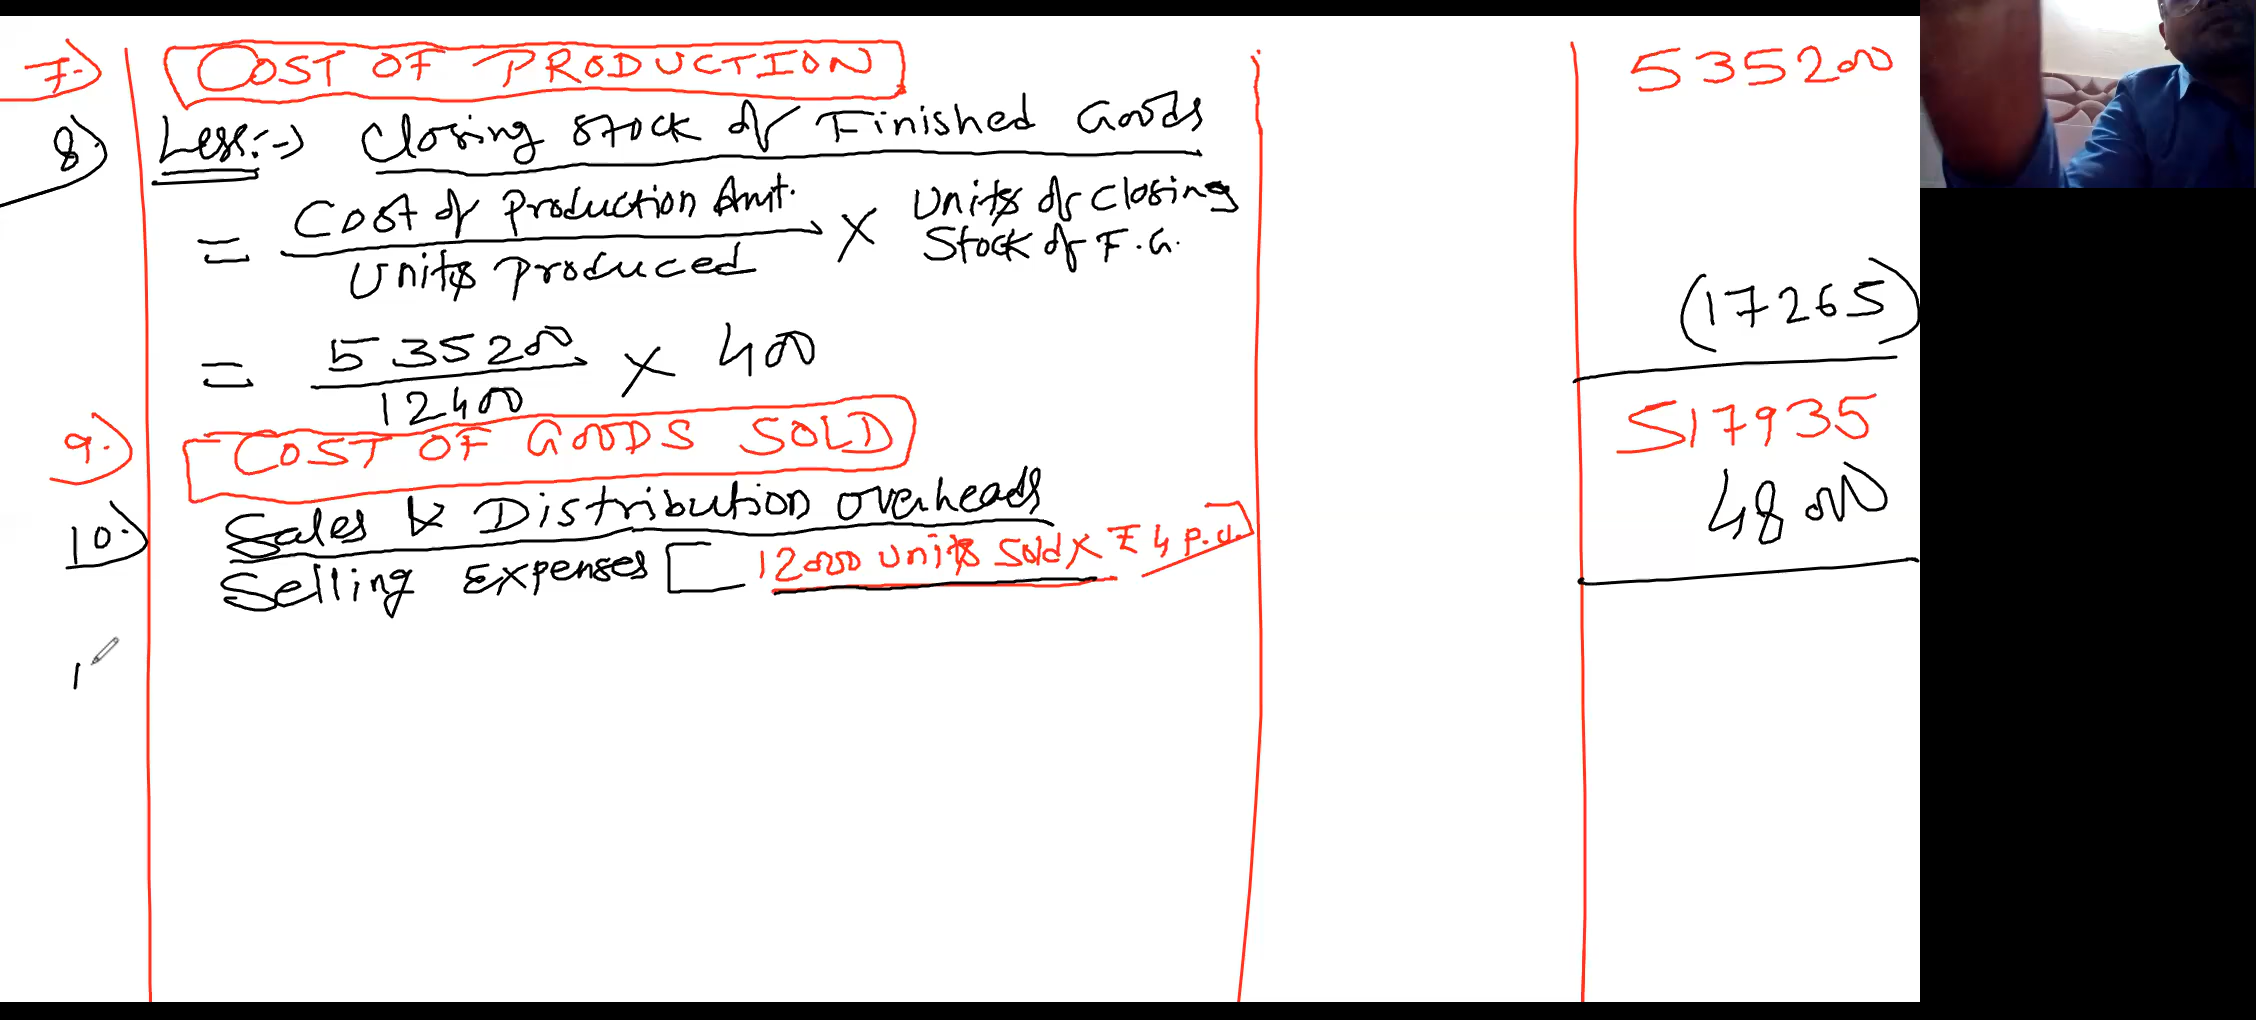 7.) COST OF PRODUCTION 535200
8) Less:-> Closing Stock of Finished Goods
= Cost of Production Amt. / Units Produced × Units of Closing Stock of F.G.
(17265)
= 535200 / 12400 × 400
9.) COST OF GOODS SOLD 517935
10.) Sales & Distribution overheads 48000
Selling Expenses [12000 units sold × ₹ 4 p.u.]
1